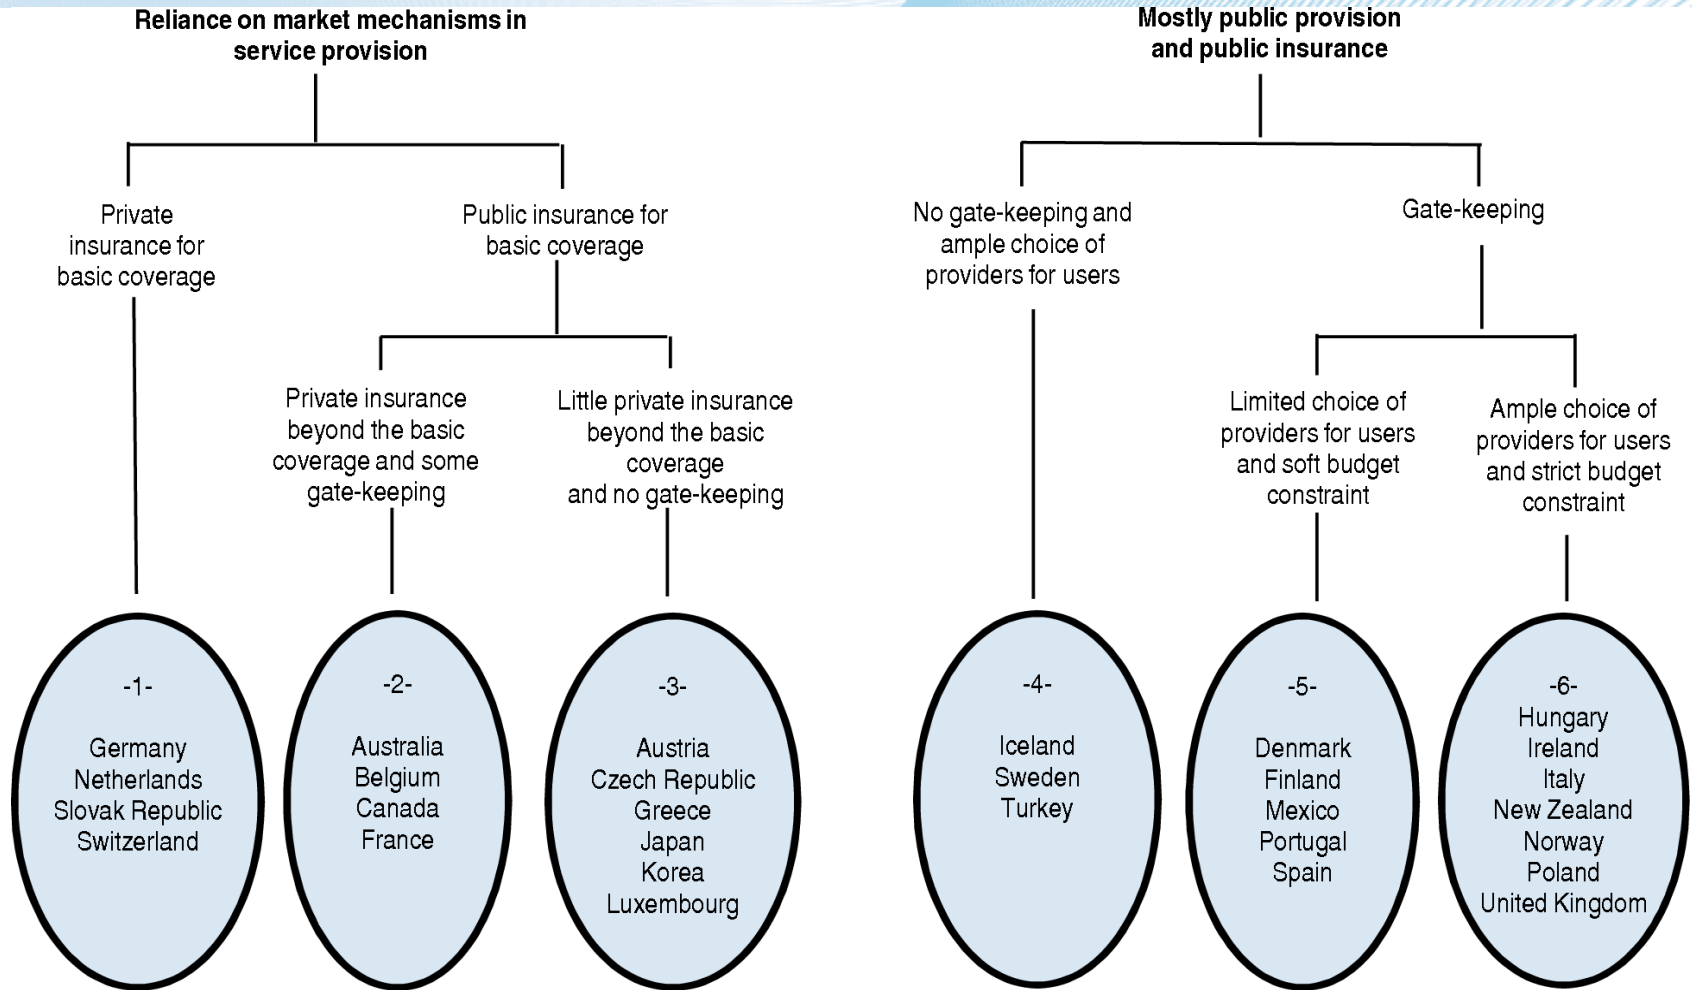 Reliance on market mechanisms in
service provision
Mostly public provision
and public insurance
Private
insurance for
basic coverage
Public insurance for
basic coverage
No gate-keeping and
ample choice of
providers for users
Gate-keeping
Private insurance
beyond the basic
coverage and some
gate-keeping
Little private insurance
beyond the basic
coverage
and no gate-keeping
Limited choice of
providers for users
and soft budget
constraint
Ample choice of
providers for users
and strict budget
constraint
-1-
Germany
Netherlands
Slovak Republic
Switzerland
-2-
Australia
Belgium
Canada
France
-3-
Austria
Czech Republic
Greece
Japan
Korea
Luxembourg
-4-
Iceland
Sweden
Turkey
-5-
Denmark
Finland
Mexico
Portugal
Spain
-6-
Hungary
Ireland
Italy
New Zealand
Norway
Poland
United Kingdom